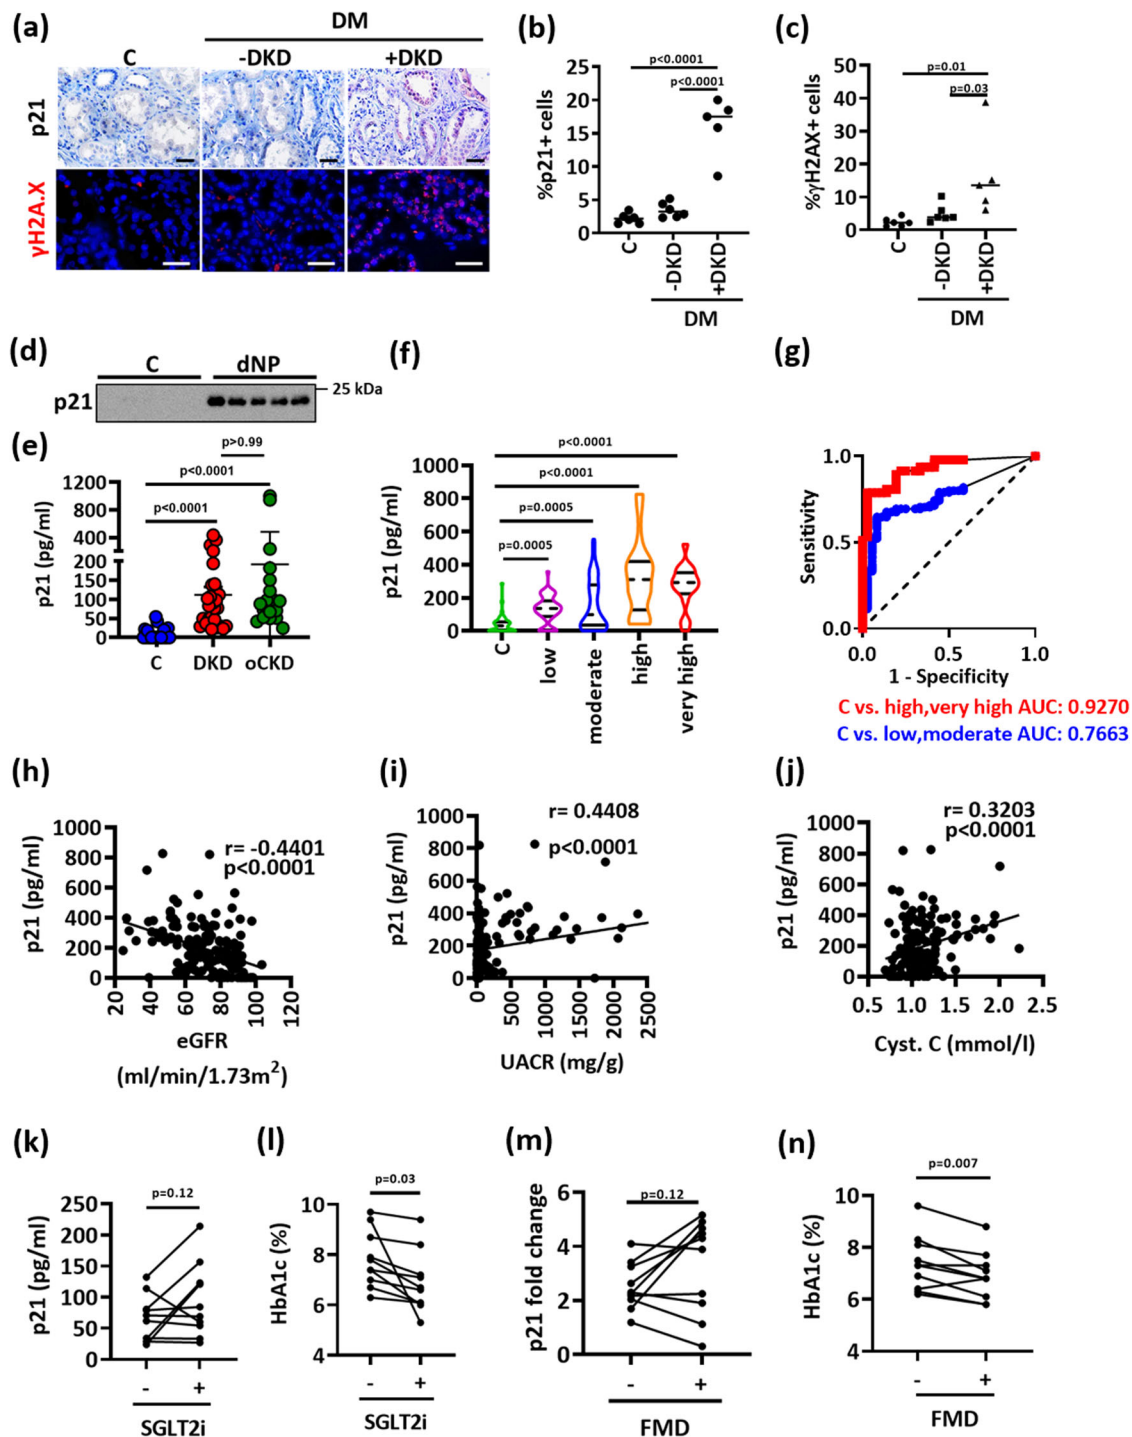 (a)
DM
C
-DKD
+DKD
p21
γH2A.X
(b)
p<0.0001
p<0.0001
%p21+ cells
25
20
15
10
5
0
C
-DKD
+DKD
DM
(c)
p=0.01
p=0.03
%γH2AX+ cells
50
40
30
20
10
0
C
-DKD
+DKD
DM
(d)
C
dNP
p21
25 kDa
(e)
p>0.99
p<0.0001
p<0.0001
p21 (pg/ml)
1200
800
400
200
150
100
50
0
C
DKD
oCKD
(f)
p<0.0001
p<0.0001
p=0.0005
p=0.0005
p21 (pg/ml)
1000
800
600
400
200
0
C
low
moderate
high
very high
(g)
Sensitivity
1.0
0.5
0.0
0.0
0.5
1.0
1 - Specificity
C vs. high,very high AUC: 0.9270
C vs. low,moderate AUC: 0.7663
(h)
r= -0.4401
p<0.0001
p21 (pg/ml)
1000
800
600
400
200
0
20
40
60
80
100
120
eGFR
(ml/min/1.73m2)
(i)
r= 0.4408
p<0.0001
p21 (pg/ml)
1000
800
600
400
200
0
0
500
1000
1500
2000
2500
UACR (mg/g)
(j)
r= 0.3203
p<0.0001
p21 (pg/ml)
1000
800
600
400
200
0
0.5
1.0
1.5
2.0
2.5
Cyst. C (mmol/l)
(k)
p=0.12
p21 (pg/ml)
250
200
150
100
50
0
-
+
SGLT2i
(l)
p=0.03
HbA1c (%)
10
8
6
4
-
+
SGLT2i
(m)
p=0.12
p21 fold change
6
4
2
0
-
+
FMD
(n)
p=0.007
HbA1c (%)
10
8
6
4
-
+
FMD